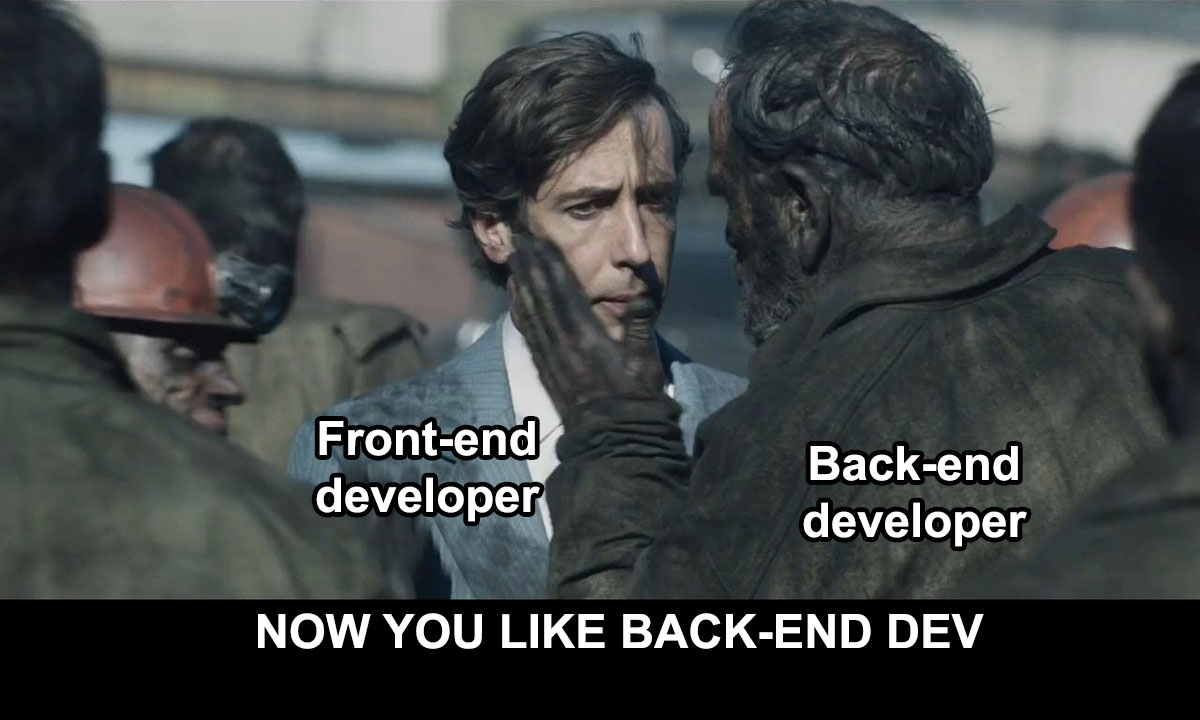 Front-end
developer
Back-end
developer
NOW YOU LIKE BACK-END DEV